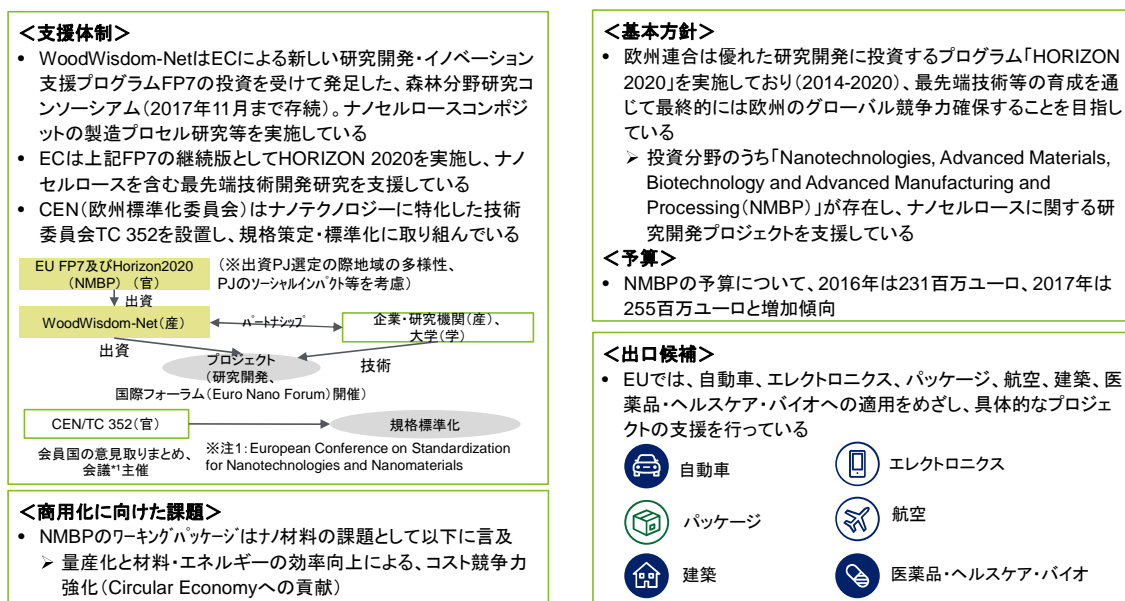 ＜支援体制＞
• WoodWisdom-NetはECによる新しい研究開発・イノベーション
支援プログラムFP7の投資を受けて発足した、森林分野研究コ
ンソーシアム（2017年11月まで存続）。ナノセルロースコンポジ
ットの製造プロセル研究等を実施している
• ECは上記FP7の継続版としてHORIZON 2020を実施し、ナノ
セルロースを含む最先端技術開発研究を支援している
• CEN（欧州標準化委員会）はナノテクノロジーに特化した技術
委員会TC 352を設置し、規格策定・標準化に取り組んでいる
EU FP7及びHorizon2020
（NMBP）（官）
（※出資PJ選定の際地域の多様性、
PJのソーシャルインパクト等を考慮）
出資
WoodWisdom-Net（産）
パートナシップ
企業・研究機関（産）、
大学（学）
出資
プロジェクト
（研究開発、
技術
国際フォーラム（Euro Nano Forum）開催）
CEN/TC 352（官）
規格標準化
会員国の意見取りまとめ、
会議*1主催
※注1：European Conference on Standardization
for Nanotechnologies and Nanomaterials
＜商用化に向けた課題＞
• NMBPのワーキングパッケージはナノ材料の課題として以下に言及
➢ 量産化と材料・エネルギーの効率向上による、コスト競争力
強化（Circular Economyへの貢献）
＜基本方針＞
• 欧州連合は優れた研究開発に投資するプログラム「HORIZON
2020」を実施しており（2014-2020）、最先端技術等の育成を通
じて最終的には欧州のグローバル競争力確保することを目指し
ている
➢ 投資分野のうち「Nanotechnologies, Advanced Materials,
Biotechnology and Advanced Manufacturing and
Processing（NMBP）」が存在し、ナノセルロースに関する研
究開発プロジェクトを支援している
＜予算＞
• NMBPの予算について、2016年は231百万ユーロ、2017年は
255百万ユーロと増加傾向
＜出口候補＞
• EUでは、自動車、エレクトロニクス、パッケージ、航空、建築、医
薬品・ヘルスケア・バイオへの適用をめざし、具体的なプロジェ
クトの支援を行っている
自動車
エレクトロニクス
パッケージ
航空
建築
医薬品・ヘルスケア・バイオ